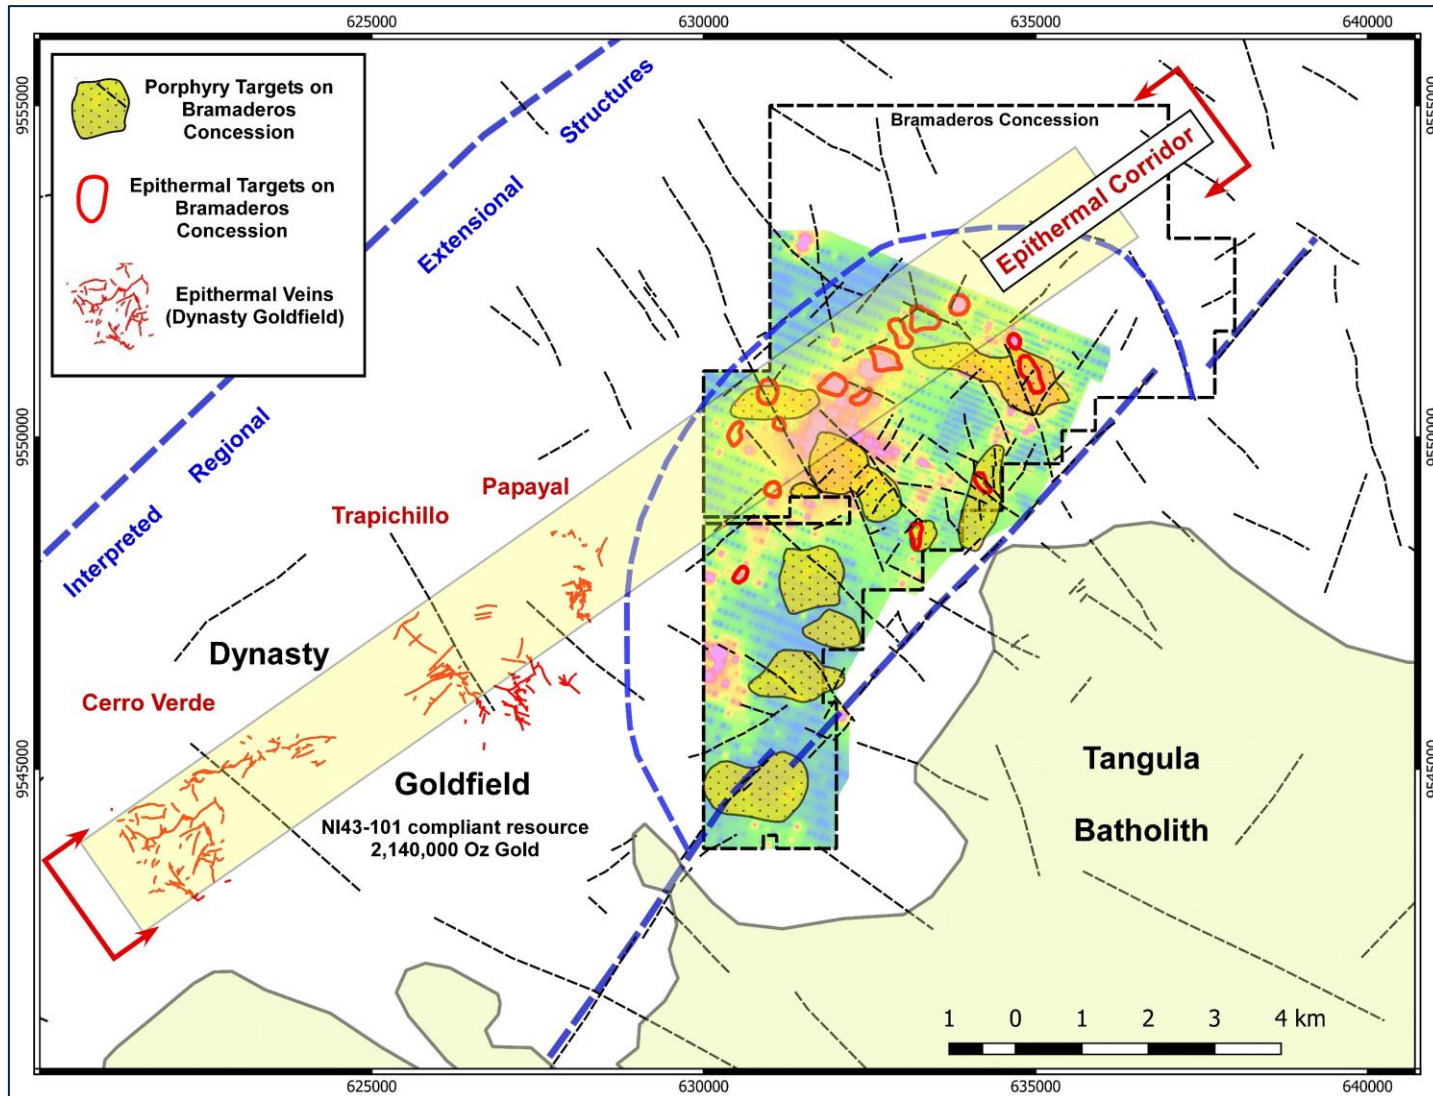 625000
630000
635000
640000
9555000
9555000
Porphyry Targets on
Bramaderos
Concession
Epithermal Targets on
Bramaderos
Concession
Epithermal Veins
(Dynasty Goldfield)
Structures
Extensional
Regional
Interpreted
Bramaderos Concession
Epithermal Corridor
9550000
9550000
Papayal
Trapichillo
Dynasty
Cerro Verde
Goldfield
NI43-101 compliant resource
2,140,000 Oz Gold
9545000
9545000
Tangula
Batholith
1 0 1 2 3 4 km
625000
630000
635000
640000